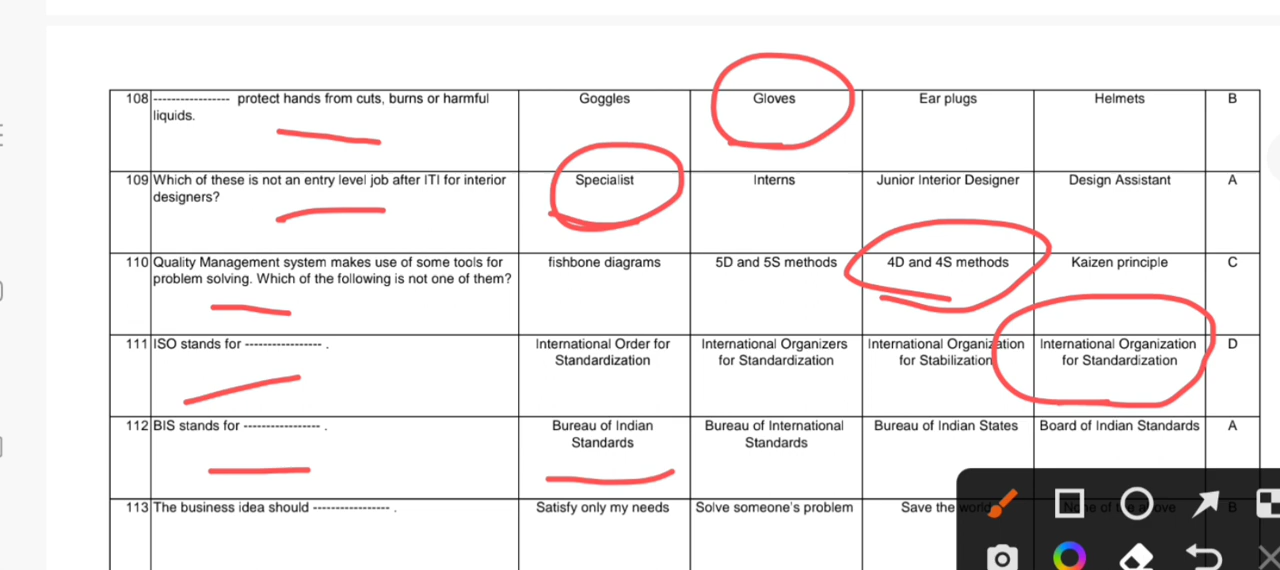 108 ---------------- protect hands from cuts, burns or harmful liquids. Goggles Gloves Ear plugs Helmets B
109 Which of these is not an entry level job after ITI for interior designers? Specialist Interns Junior Interior Designer Design Assistant A
110 Quality Management system makes use of some tools for problem solving. Which of the following is not one of them? fishbone diagrams 5D and 5S methods 4D and 4S methods Kaizen principle C
111 ISO stands for ---------------- . International Order for Standardization International Organizers for Standardization International Organization for Stabilization International Organization for Standardization D
112 BIS stands for ---------------- . Bureau of Indian Standards Bureau of International Standards Bureau of Indian States Board of Indian Standards A
113 The business idea should ---------------- . Satisfy only my needs Solve someone's problem Save the world None of the above B